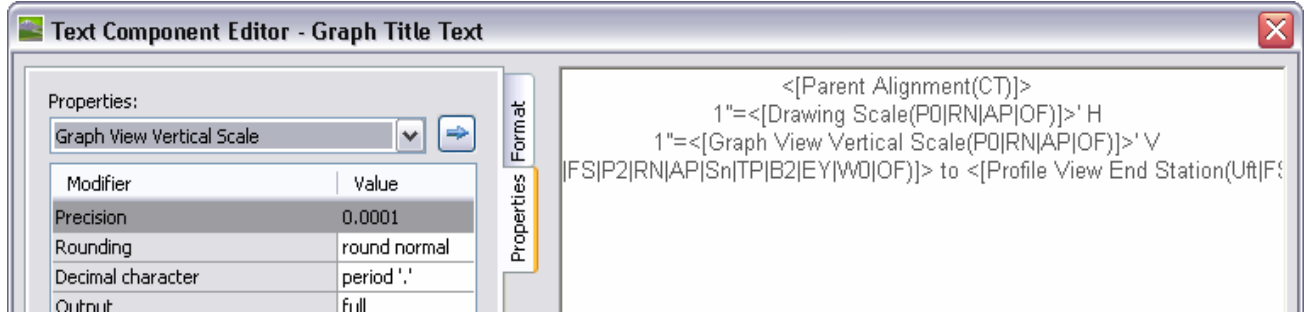 Text Component Editor - Graph Title Text
Properties:
Graph View Vertical Scale
Modifier Value
Precision 0.0001
Rounding round normal
Decimal character period '.'
Output full
Format
Properties
<[Parent Alignment(CT)]>
1"=<[Drawing Scale(P0|RN|AP|OF)]>' H
1"=<[Graph View Vertical Scale(P0|RN|AP|OF)]>' V
|FS|P2|RN|AP|Sn|TP|B2|EY|W0|OF)]> to <[Profile View End Station(Uft|FS